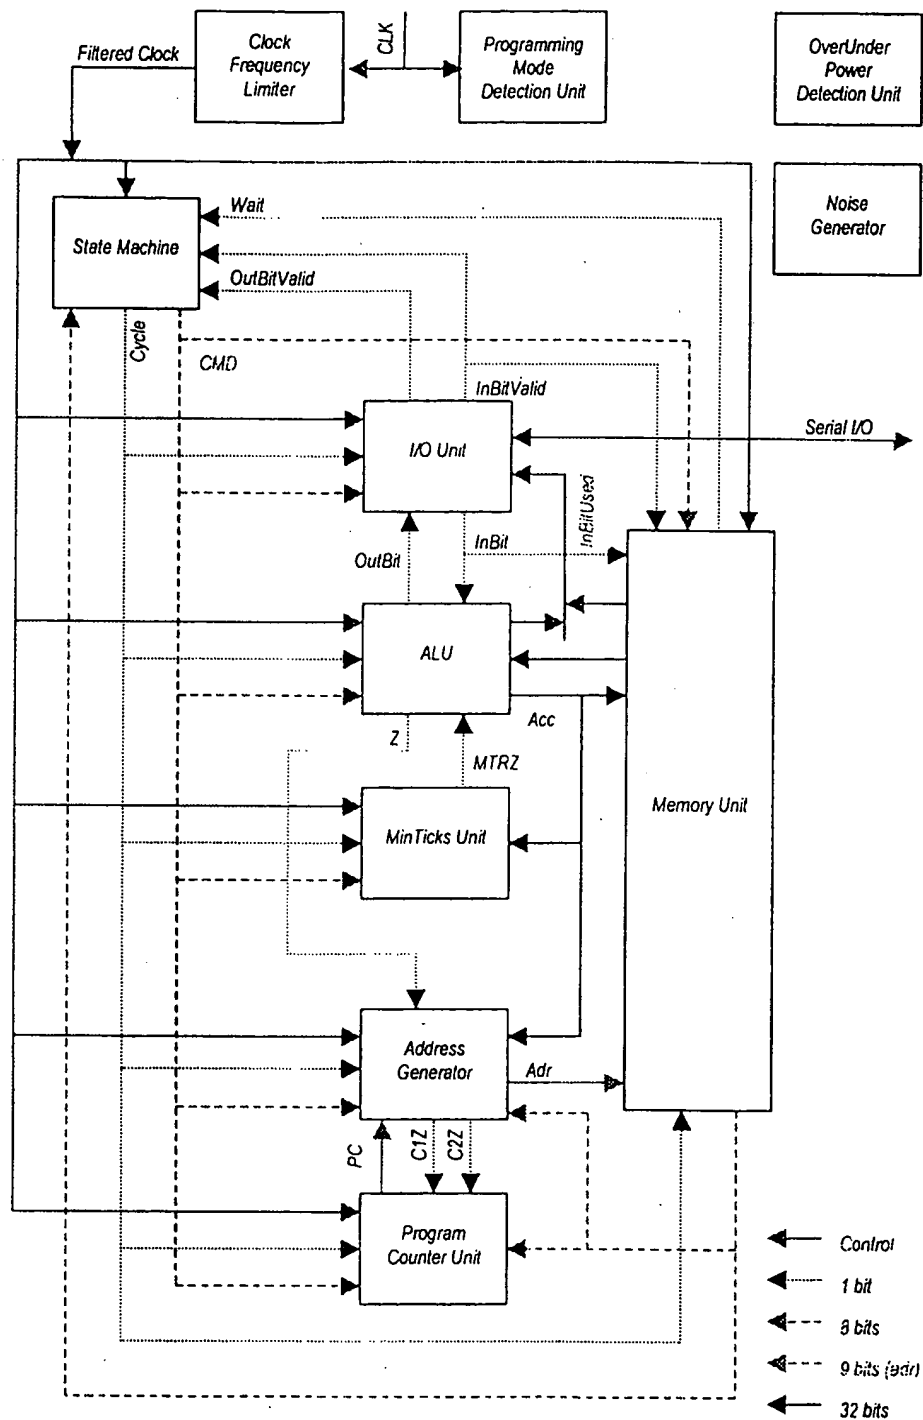 Filtered Clock
Clock
Frequency
Limiter
CLK
Programming
Mode
Detection Unit
OverUnder
Power
Detection Unit
Noise
Generator
State Machine
Wait
OutBitValid
Cycle
CMD
InBitValid
I/O Unit
Serial I/O
InBitUsed
OutBit
InBit
ALU
Z
Acc
MTRZ
MinTicks Unit
Memory Unit
Address
Generator
Adr
PC
C1Z
C2Z
Program
Counter Unit
Control
1 bit
8 bits
9 bits (adr)
32 bits